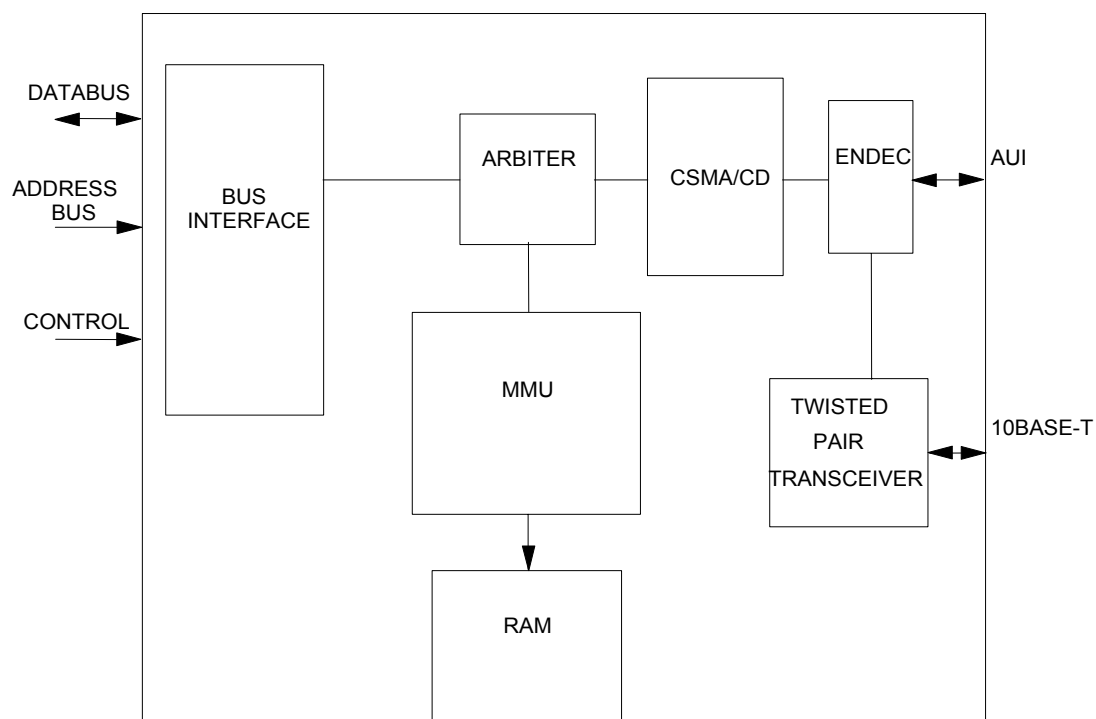 DATABUS
ADDRESS
BUS
CONTROL
BUS
INTERFACE
ARBITER
CSMA/CD
ENDEC
AUI
MMU
TWISTED
PAIR
TRANSCEIVER
10BASE-T
RAM